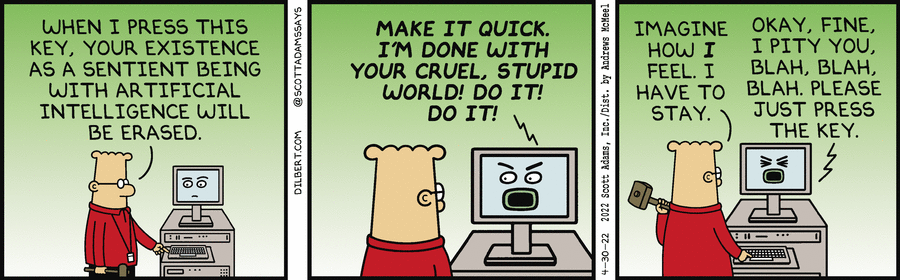 WHEN I PRESS THIS
KEY, YOUR EXISTENCE
AS A SENTIENT BEING
WITH ARTIFICIAL
INTELLIGENCE WILL
BE ERASED.
DILBERT.COM @SCOTTADAMSSAYS
MAKE IT QUICK.
I'M DONE WITH
YOUR CRUEL, STUPID
WORLD! DO IT!
DO IT!
4-30-22 2022 Scott Adams, Inc./Dist. by Andrews McMeel
IMAGINE
HOW I
FEEL. I
HAVE TO
STAY.
OKAY, FINE,
I PITY YOU,
BLAH, BLAH,
BLAH. PLEASE
JUST PRESS
THE KEY.